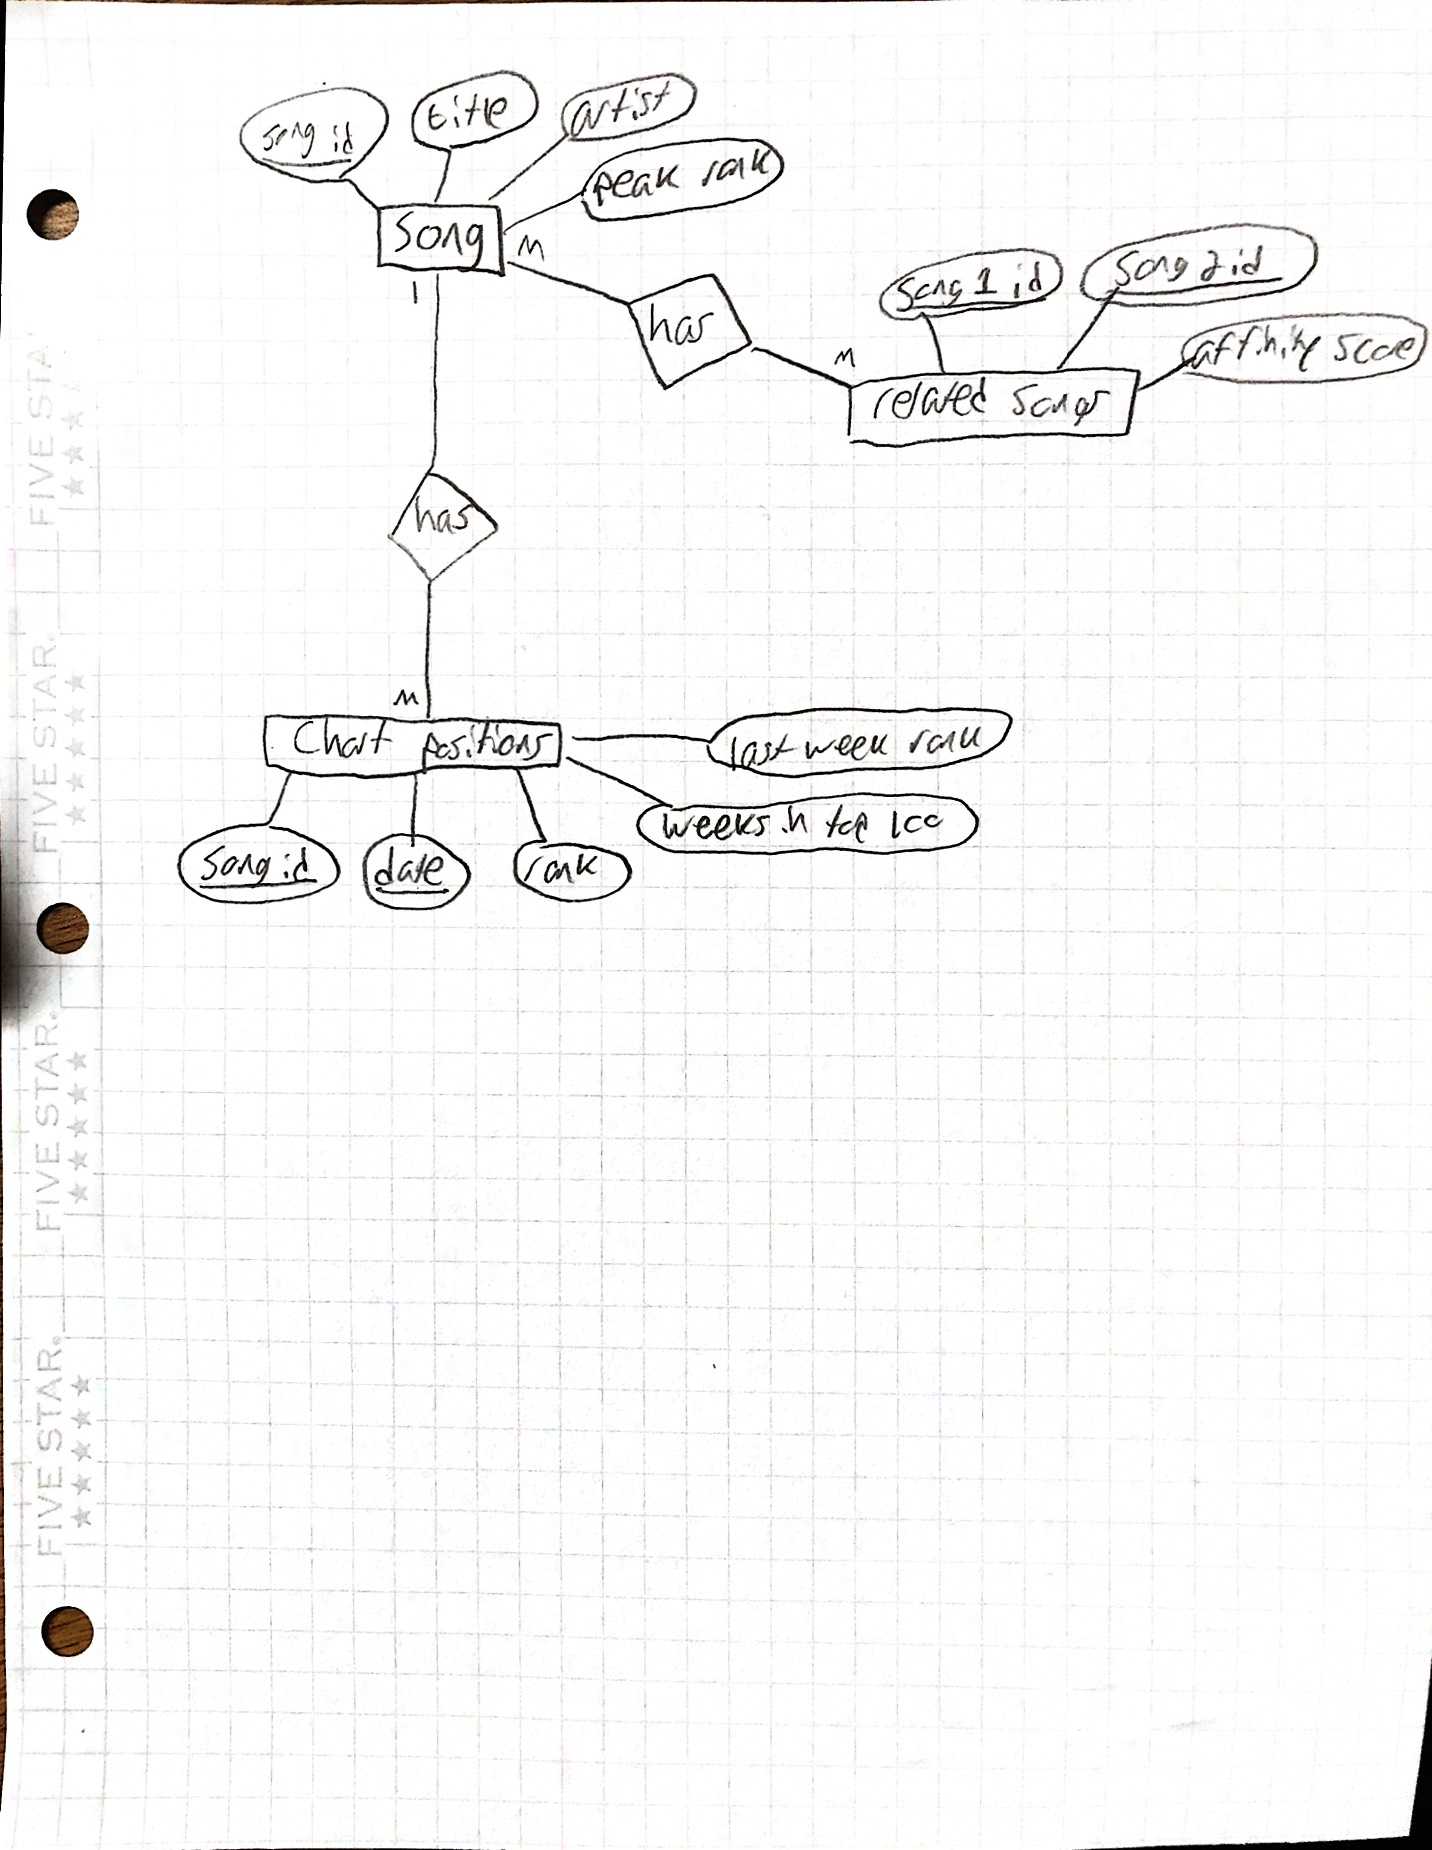 song id
title
artist
peak rank
Song
M
1
has
song 1 id
song 2 id
affinity score
M
related songs
has
M
Chart positions
last week rank
weeks in top 100
song id
date
rank
FIVE STA
FIVE STAR.
FIVE STAR.
FIVE STAR.